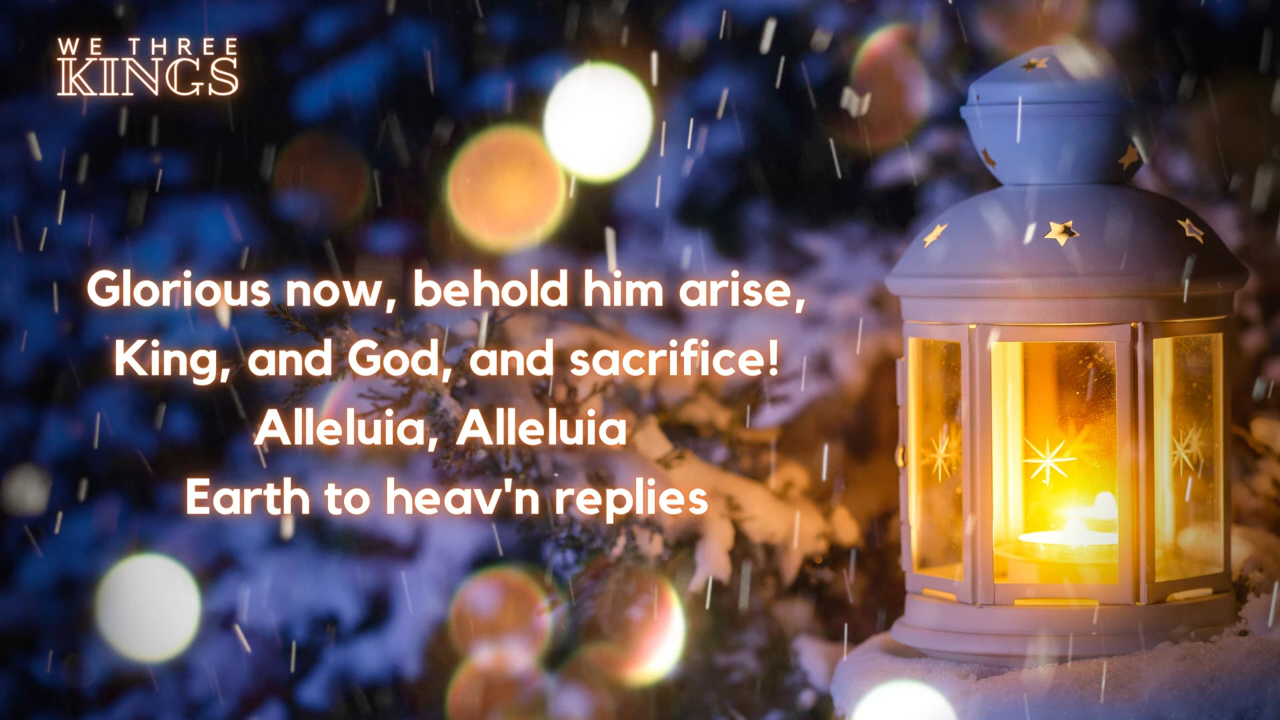 WE THREE
KINGS
Glorious now, behold him arise,
King, and God, and sacrifice!
Alleluia, Alleluia
Earth to heav'n replies